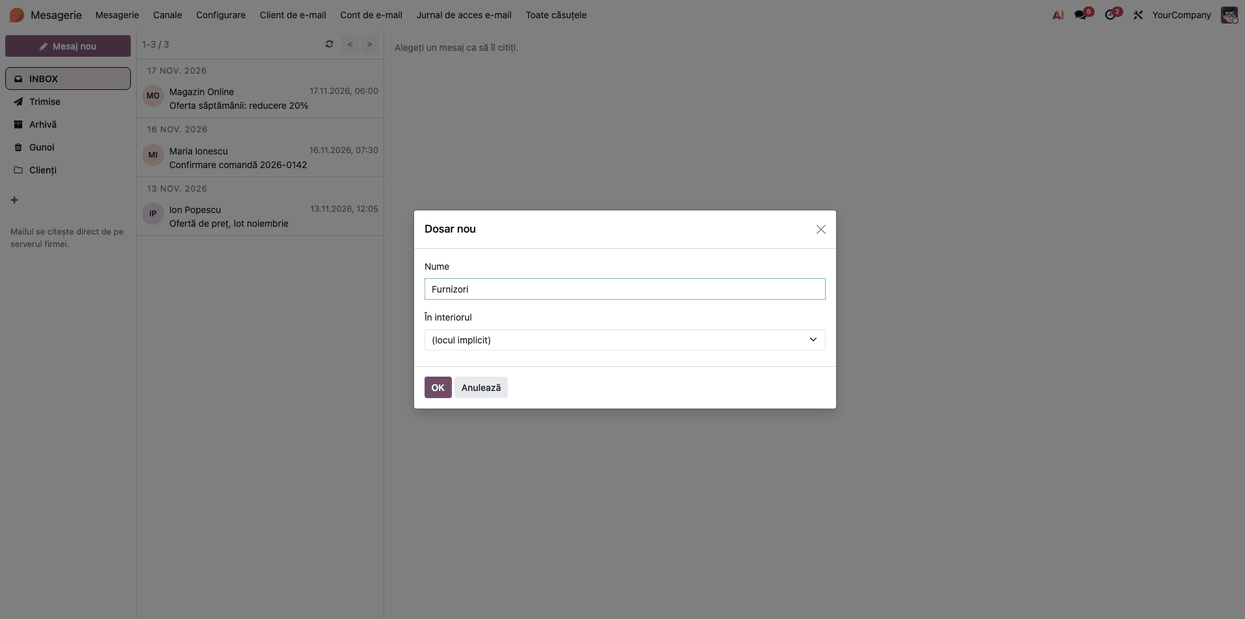 Mesagerie Mesagerie Canale Configurare Client de e-mail Cont de e-mail Jurnal de acces e-mail Toate căsuțele AI 8 2 YourCompany
Mesaj nou
INBOX
Trimise
Arhivă
Gunoi
Clienți
+
Mailul se citește direct de pe
serverul firmei.
1-3 / 3 < >
17 NOV. 2026
MO Magazin Online 17.11.2026, 06:00
Oferta săptămânii: reducere 20%
16 NOV. 2026
MI Maria Ionescu 16.11.2026, 07:30
Confirmare comandă 2026-0142
13 NOV. 2026
IP Ion Popescu 13.11.2026, 12:05
Ofertă de preț, lot noiembrie
Alegeți un mesaj ca să îl citiți.
Dosar nou
Nume
Furnizori
În interiorul
(locul implicit)
OK Anulează